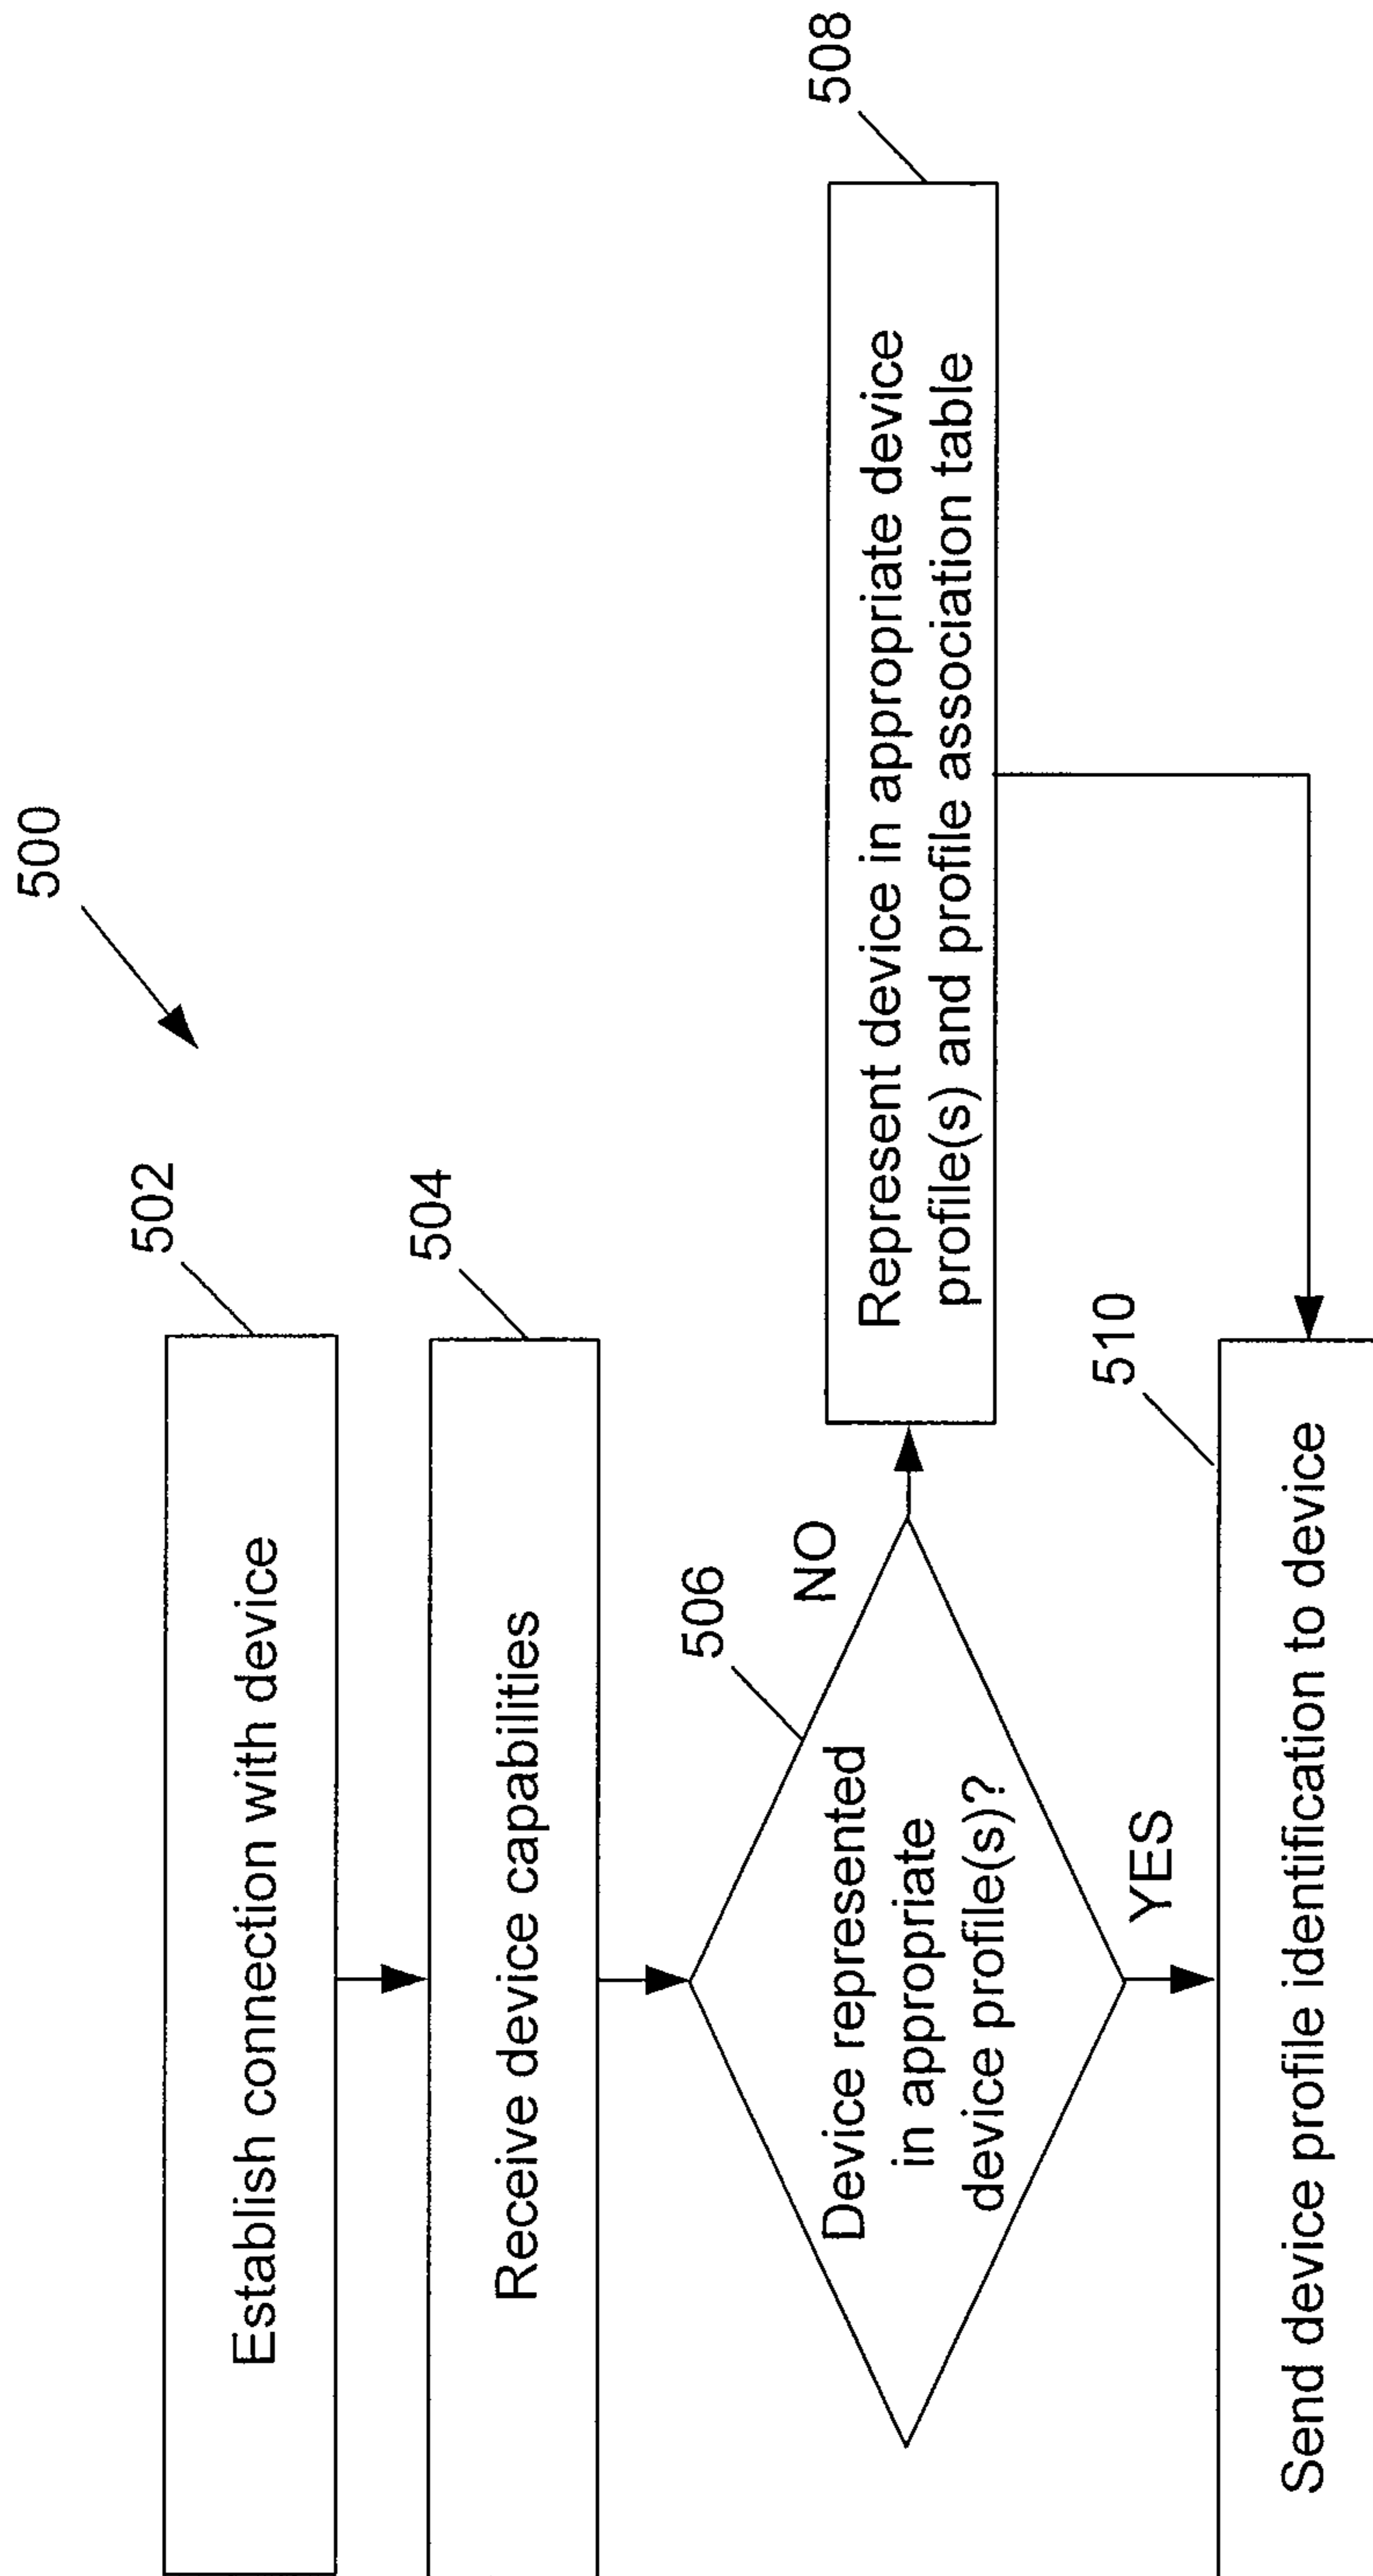 500
502
Establish connection with device
504
Receive device capabilities
506
Device represented
in appropriate
device profile(s)?
NO
508
Represent device in appropriate device
profile(s) and profile association table
YES
510
Send device profile identification to device